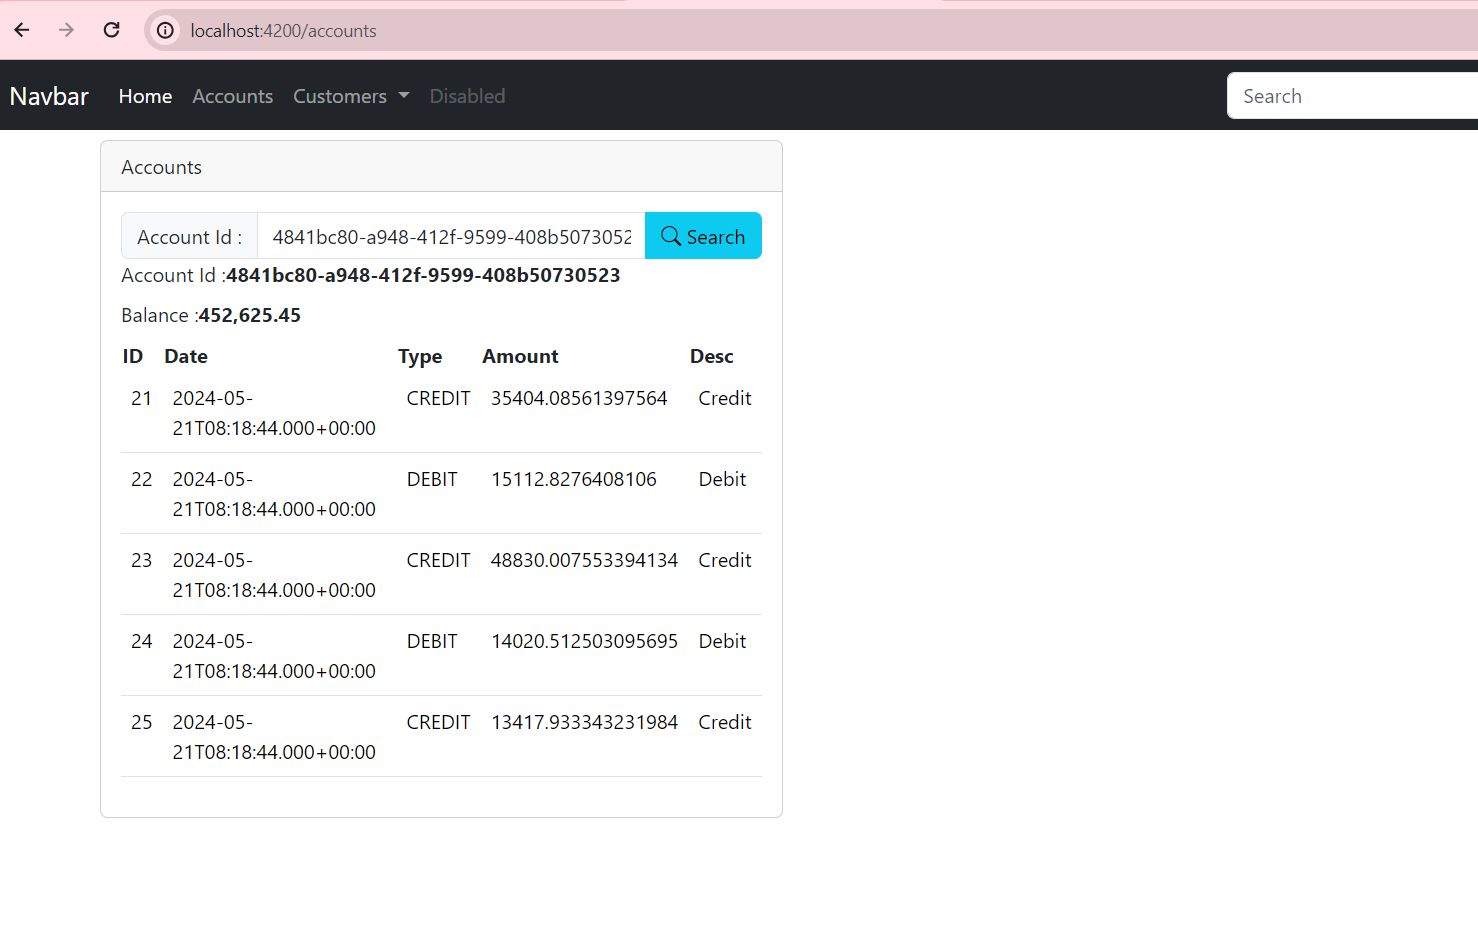 localhost:4200/accounts
Navbar Home Accounts Customers Disabled Search
Accounts
Account Id : 4841bc80-a948-412f-9599-408b5073052 Search
Account Id :4841bc80-a948-412f-9599-408b50730523
Balance :452,625.45
ID Date Type Amount Desc
21 2024-05- CREDIT 35404.08561397564 Credit
21T08:18:44.000+00:00
22 2024-05- DEBIT 15112.8276408106 Debit
21T08:18:44.000+00:00
23 2024-05- CREDIT 48830.007553394134 Credit
21T08:18:44.000+00:00
24 2024-05- DEBIT 14020.512503095695 Debit
21T08:18:44.000+00:00
25 2024-05- CREDIT 13417.933343231984 Credit
21T08:18:44.000+00:00